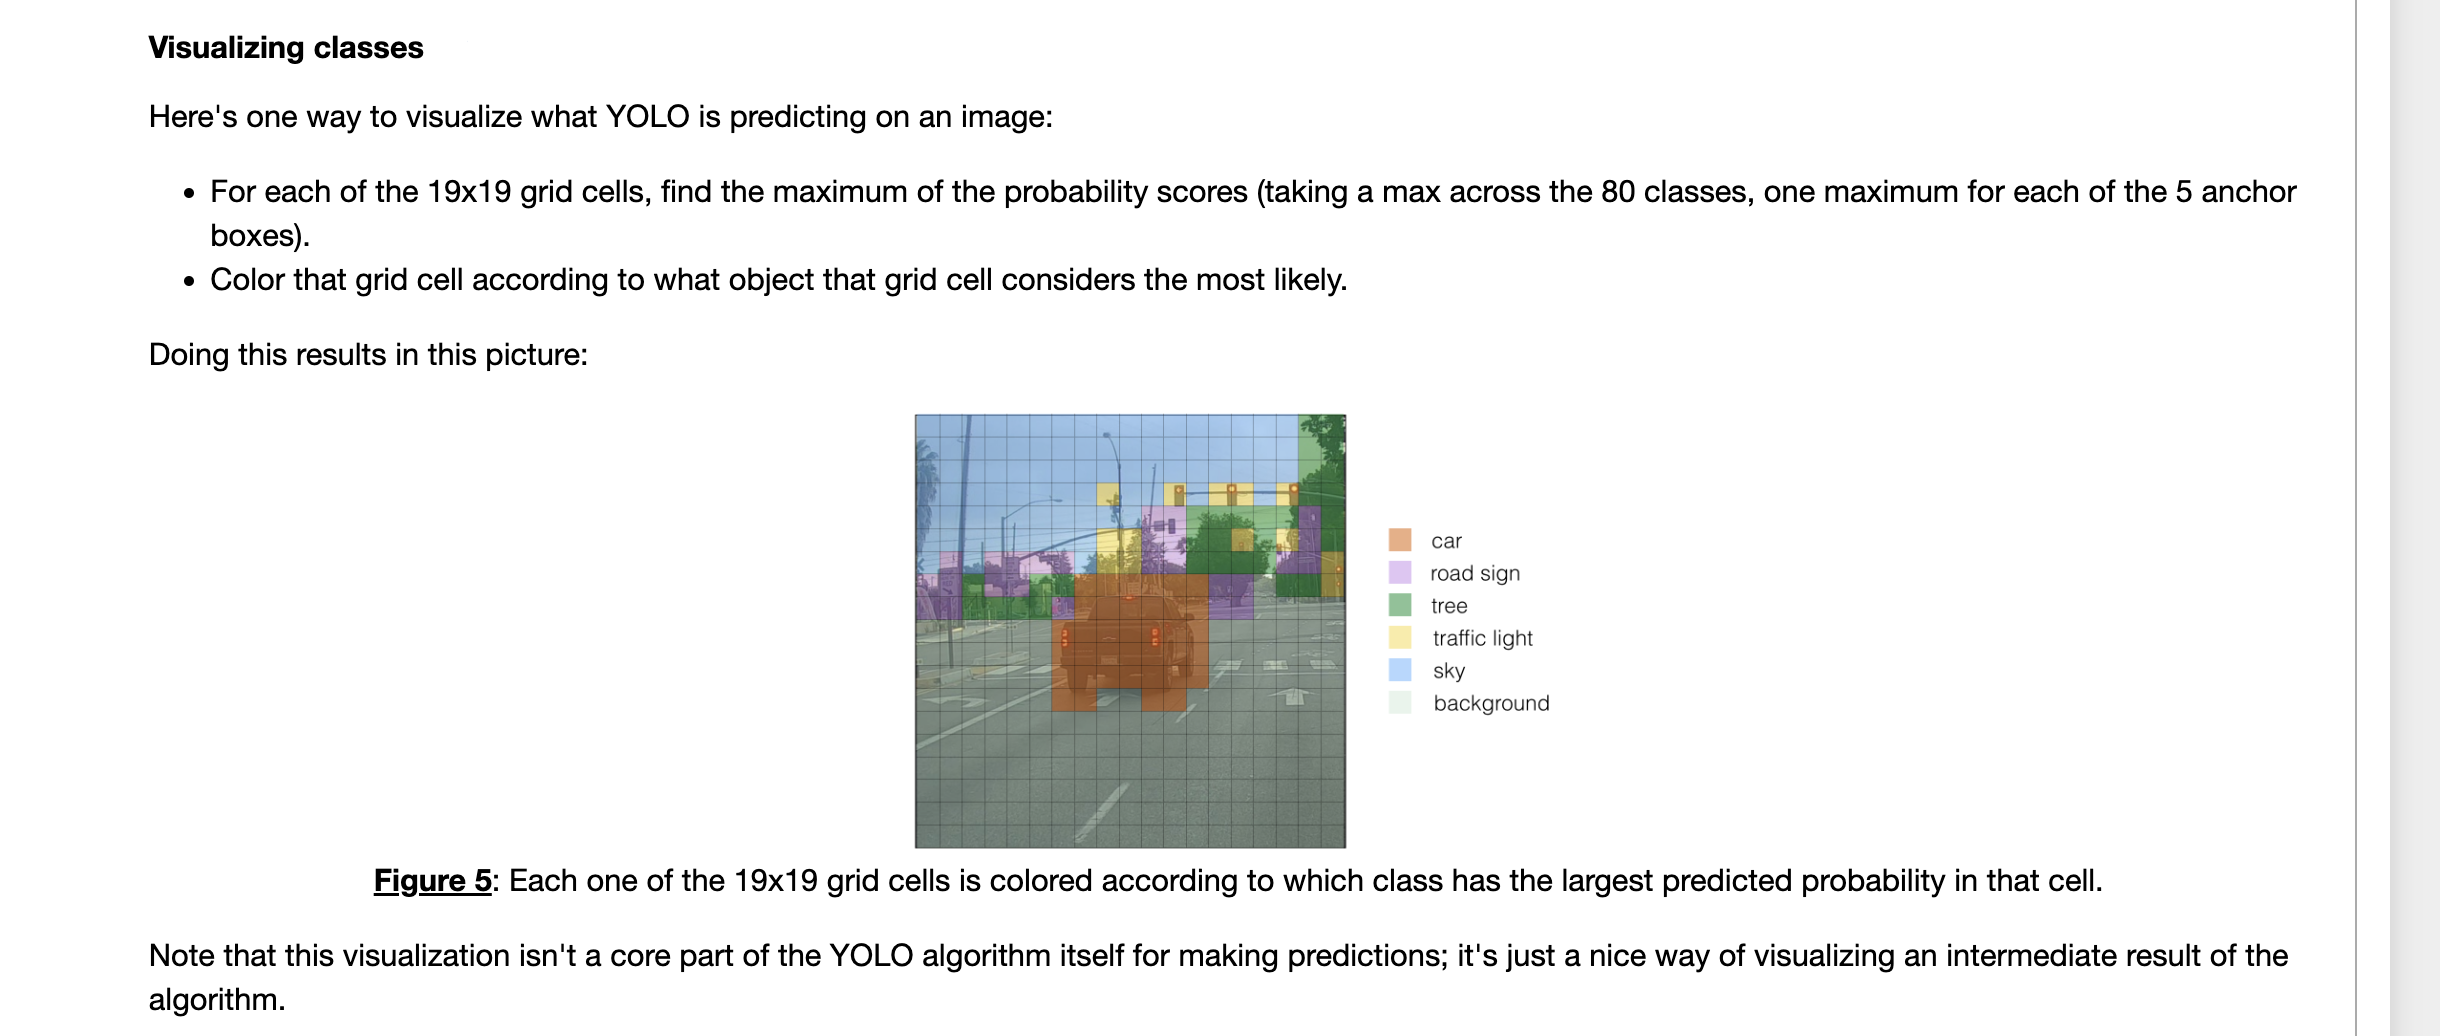 Visualizing classes
Here's one way to visualize what YOLO is predicting on an image:
• For each of the 19x19 grid cells, find the maximum of the probability scores (taking a max across the 80 classes, one maximum for each of the 5 anchor
boxes).
• Color that grid cell according to what object that grid cell considers the most likely.
Doing this results in this picture:
car
road sign
tree
traffic light
sky
background
Figure 5: Each one of the 19x19 grid cells is colored according to which class has the largest predicted probability in that cell.
Note that this visualization isn't a core part of the YOLO algorithm itself for making predictions; it's just a nice way of visualizing an intermediate result of the
algorithm.